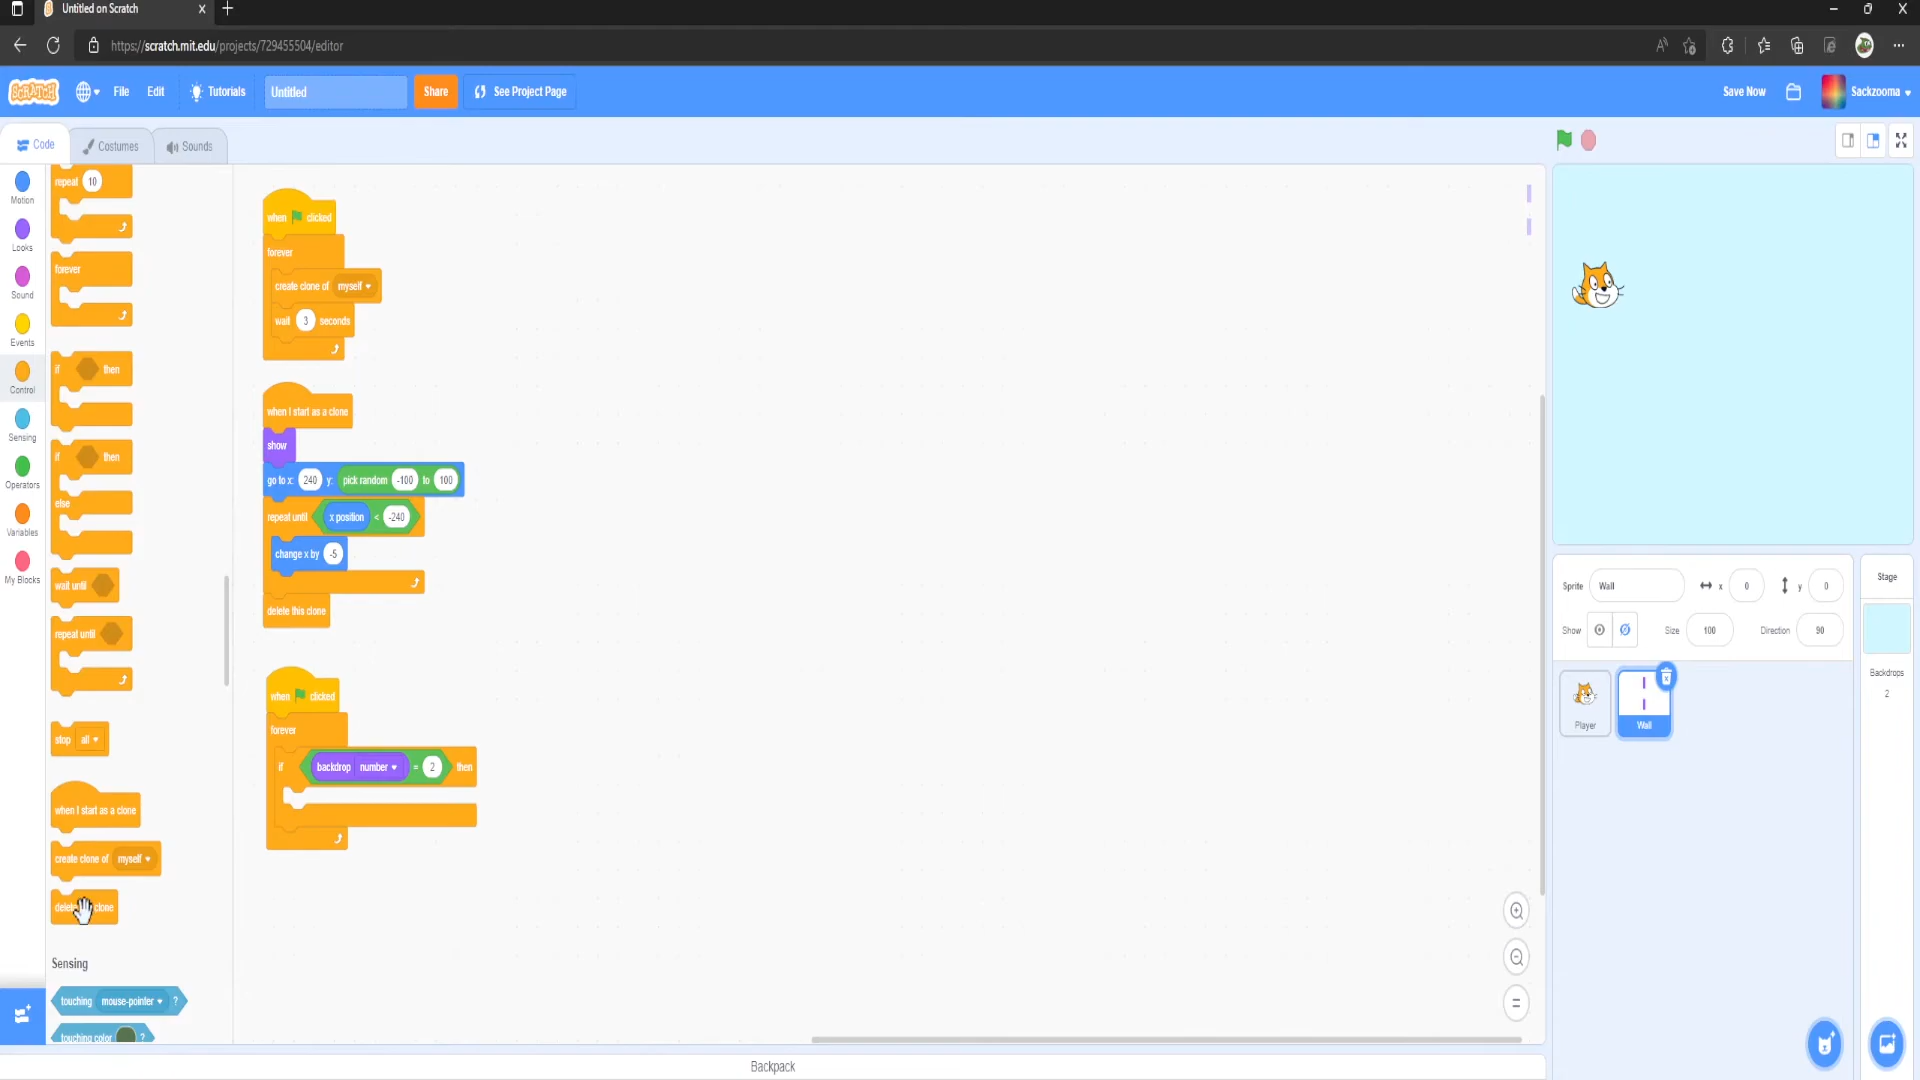 Untitled on Scratch
https://scratch.mit.edu/projects/729455504/editor
SCRATCH
File
Edit
Tutorials
Untitled
Share
See Project Page
Save Now
Sackzooma
Code
Costumes
Sounds
Motion
Looks
Sound
Events
Control
Sensing
Operators
Variables
My Blocks
repeat 10
forever
if then
if then
else
wait until
repeat until
stop all
when I start as a clone
create clone of myself
clone
Sensing
touching mouse-pointer ?
touching color ?
when clicked
forever
create clone of myself
wait 3 seconds
when I start as a clone
show
go to x: 240 y: pick random -100 to 100
repeat until x position < -240
change x by -5
delete this clone
when clicked
forever
if backdrop number = 2 then
Sprite Wall x 0 y 0
Show Size 100 Direction 90
Player
Wall
Stage
Backdrops
2
Backpack